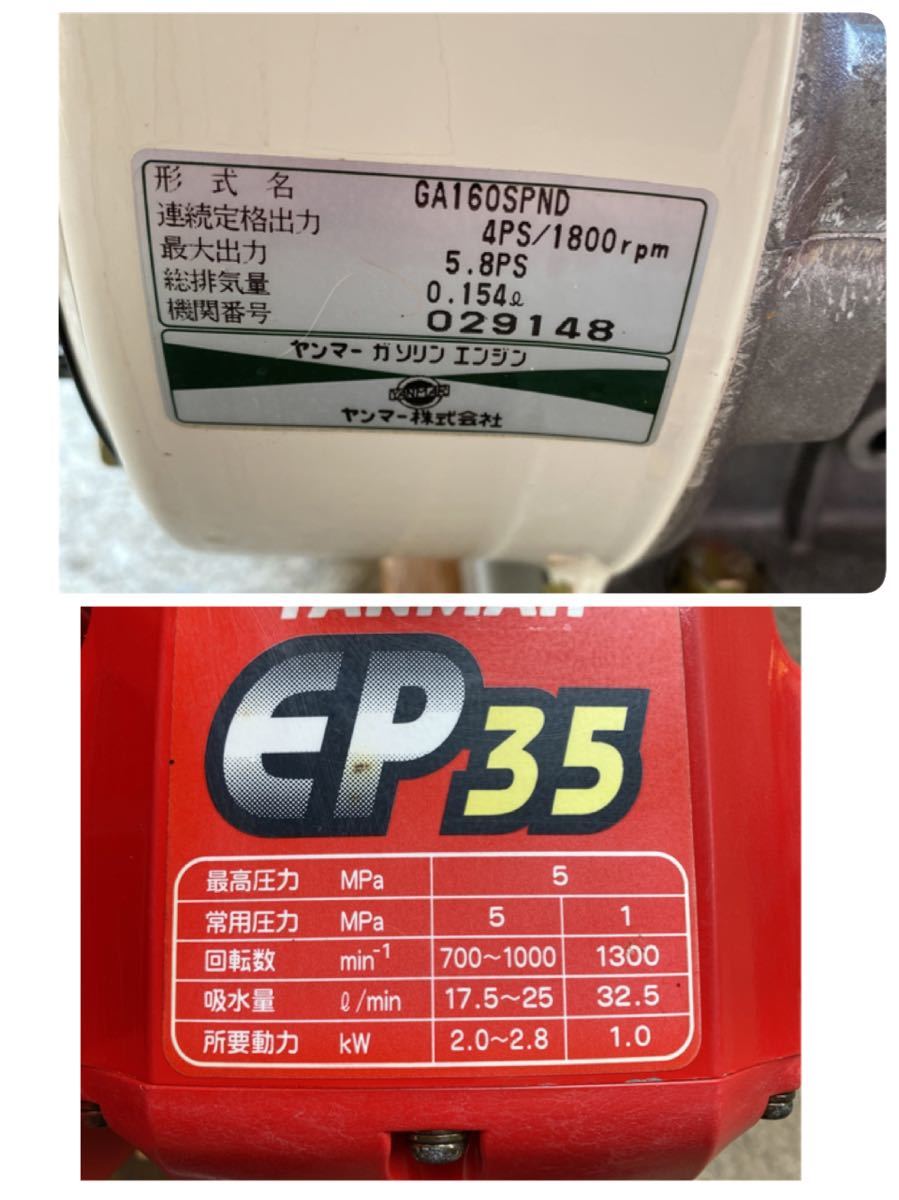 形式名 GA160SPND
連続定格出力 4PS/1800rpm
最大出力 5.8PS
総排気量 0.154ℓ
機関番号 029148
ヤンマー ガソリン エンジン
YANMAR
ヤンマー株式会社
YANMAR
EP35
最高圧力 MPa 5
常用圧力 MPa 5 1
回転数 min⁻¹ 700〜1000 1300
吸水量 ℓ/min 17.5〜25 32.5
所要動力 kW 2.0〜2.8 1.0